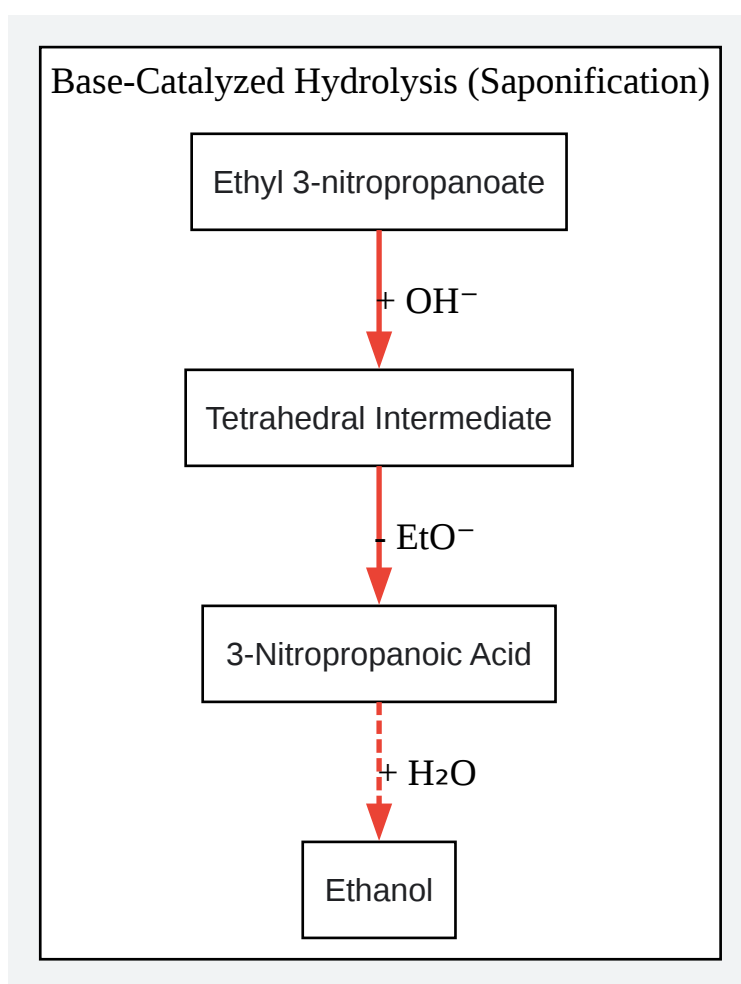 Base-Catalyzed Hydrolysis (Saponification)
Ethyl 3-nitropropanoate
+ OH⁻
Tetrahedral Intermediate
- EtO⁻
3-Nitropropanoic Acid
+ H₂O
Ethanol